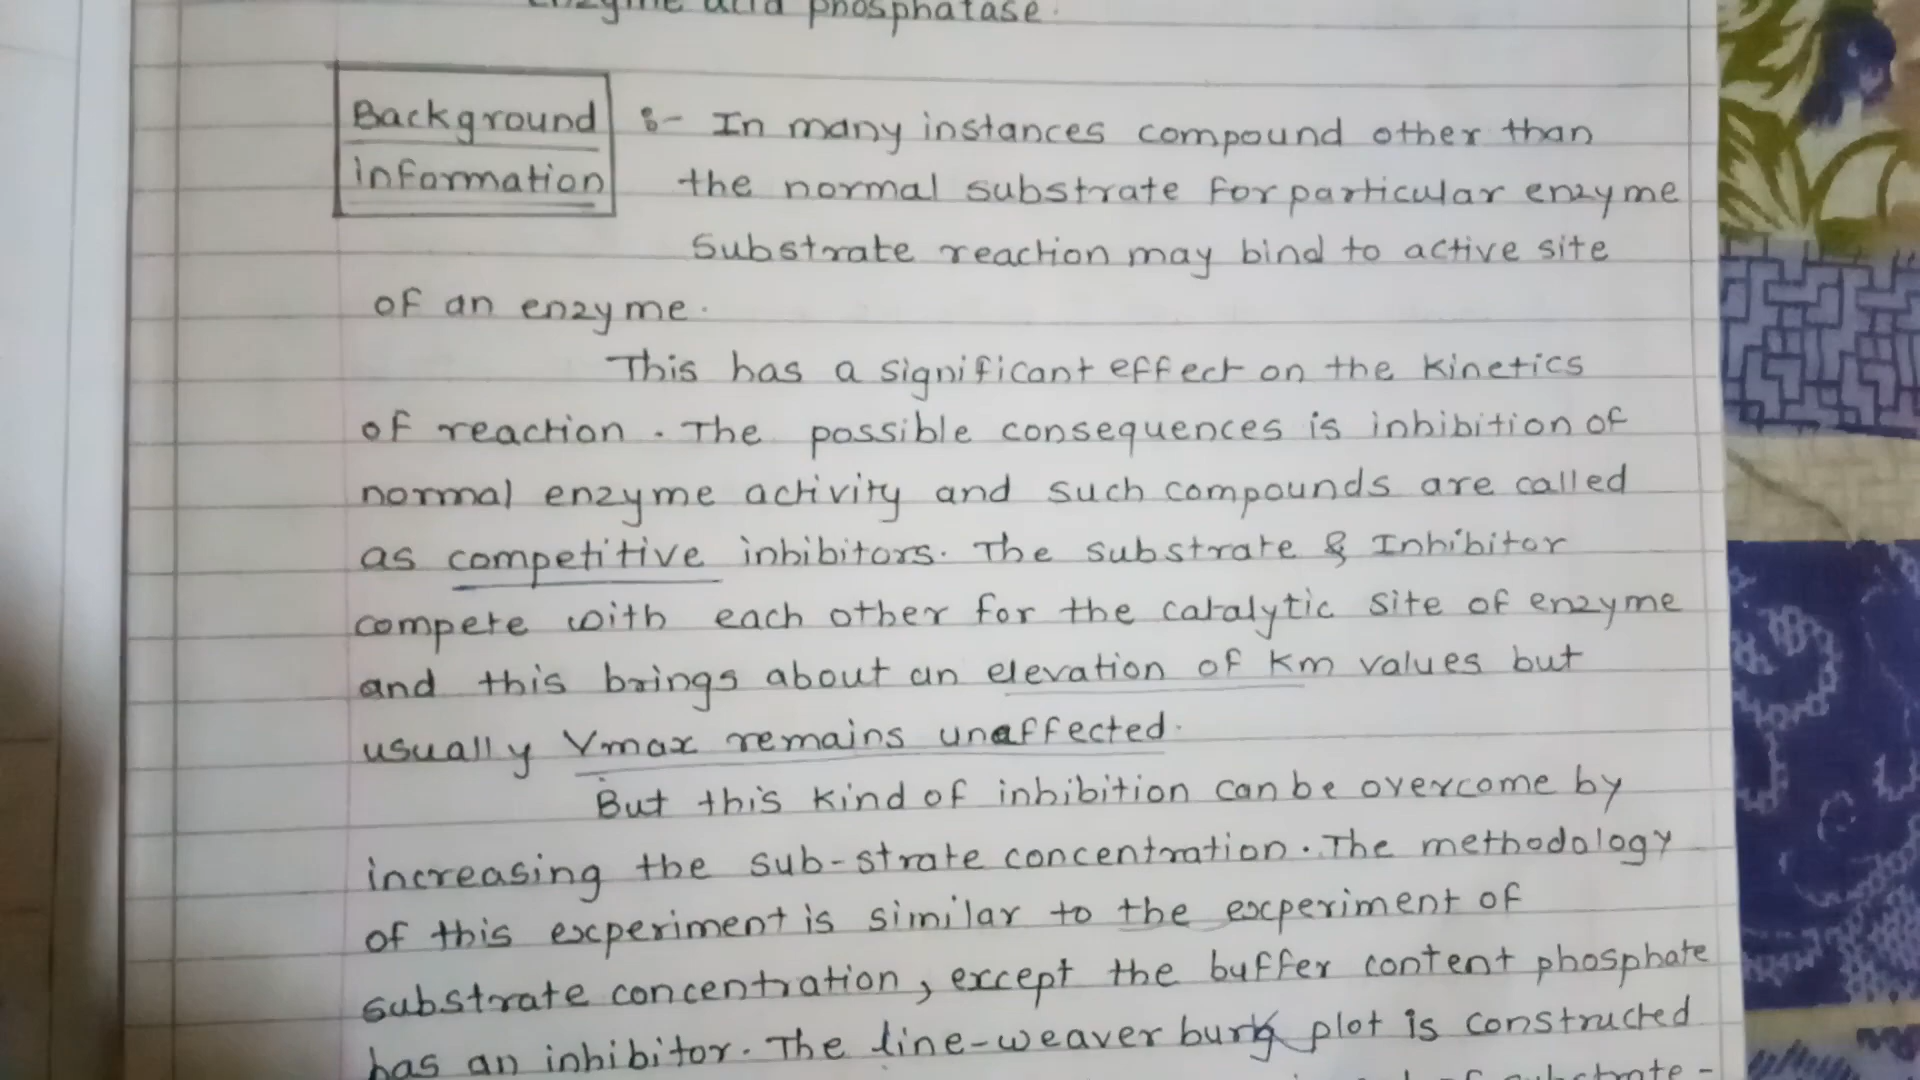 enzyme acid phosphatase.
Background :- In many instances compound other than
information the normal substrate for particular enzyme
substrate reaction may bind to active site
of an enzyme.
This has a significant effect on the kinetics
of reaction. The possible consequences is inhibition of
normal enzyme activity and such compounds are called
as competitive inhibitors. The substrate & Inhibitor
compete with each other for the catalytic site of enzyme
and this brings about an elevation of Km values but
usually Vmax remains unaffected.
But this kind of inhibition can be overcome by
increasing the sub-strate concentration. The methodology
of this experiment is similar to the experiment of
substrate concentration, except the buffer content phosphate
has an inhibitor. The line-weaver burk plot is constructed
of substrate-